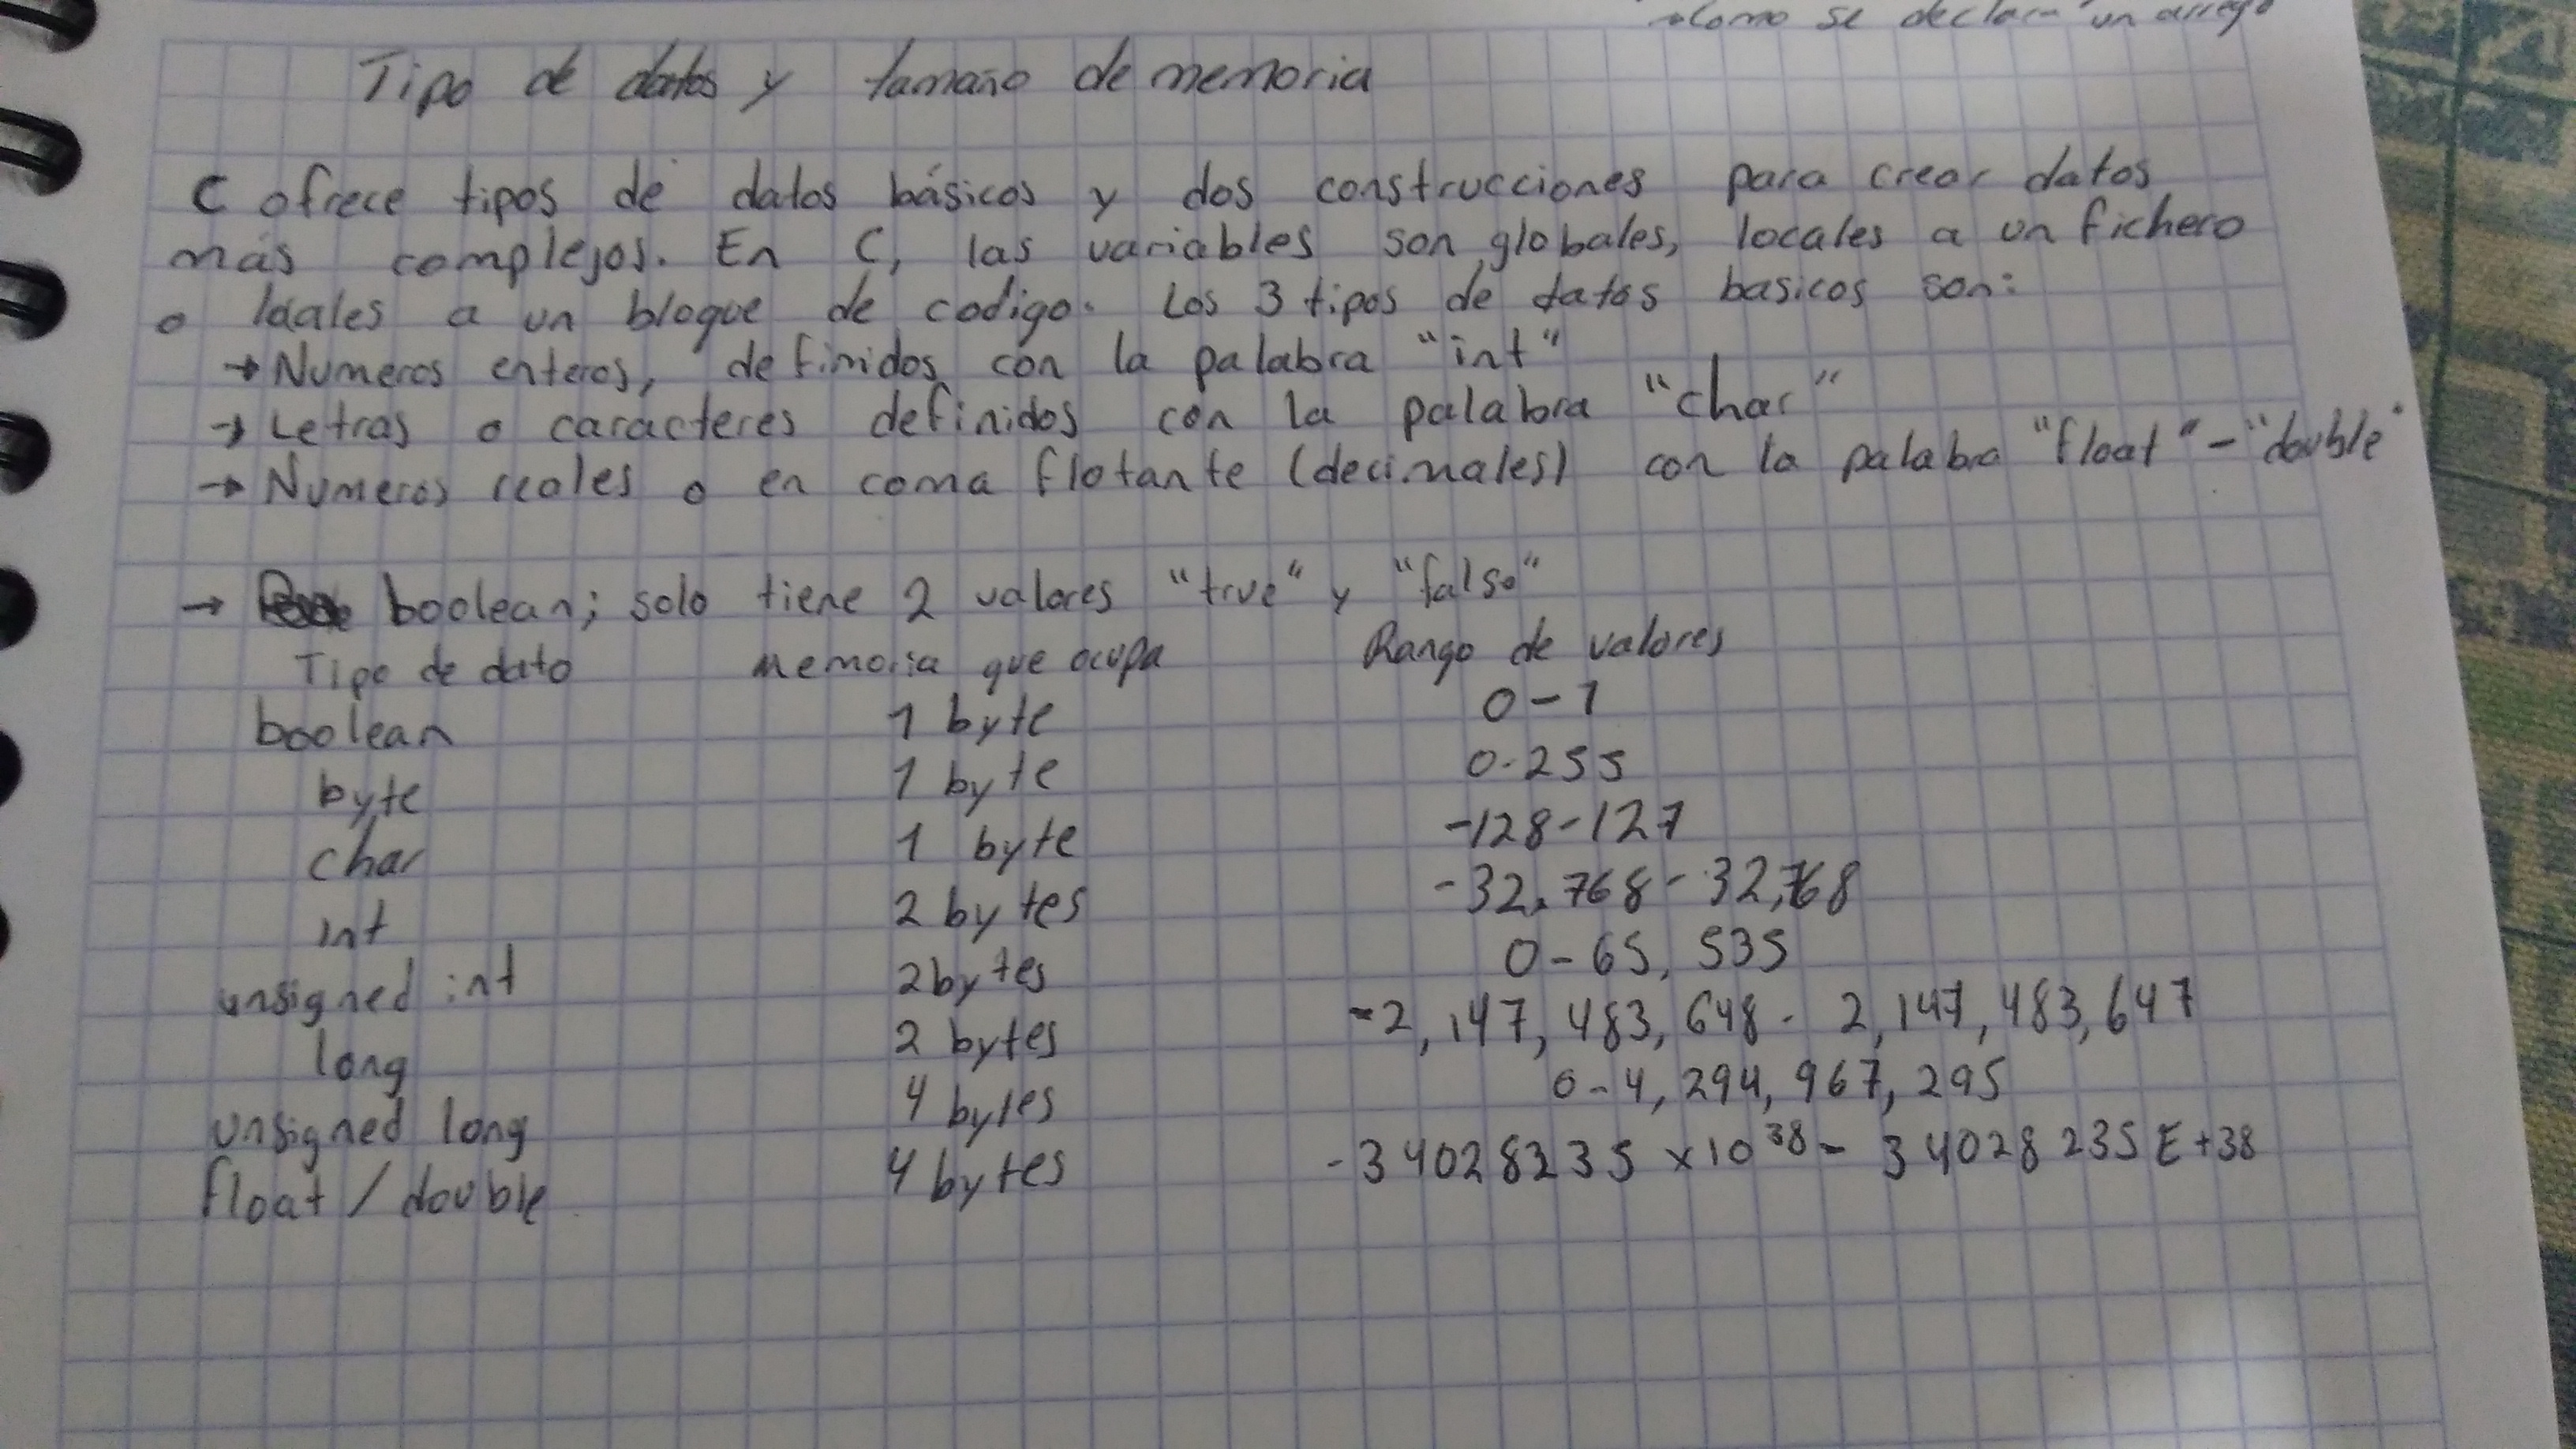 →Como se declara un arreglo
Tipo de datos y tamaño de memoria
C ofrece tipos de datos básicos y dos construcciones para crear datos
más complejos. En C, las variables son globales, locales a un fichero
o locales a un bloque de codigo. Los 3 tipos de datos basicos son:
→ Numeros enteros, definidos con la palabra "int"
→ Letras o caracteres definidos con la palabra "char"
→ Numeros reales o en coma flotante (decimales) con la palabra "float" - "double"
→ boolean; solo tiene 2 valores "true" y "falso"
Tipo de dato memoria que ocupa Rango de valores
boolean 1 byte 0-1
byte 1 byte 0-255
char 1 byte -128-127
int 2 bytes -32,768-32,768
unsigned int 2bytes 0-65,535
long 2 bytes -2,147,483,648- 2,147,483,647
unsigned long 4 bytes 0-4,294,967,295
float / double 4 bytes -34028235 x10³⁸- 34028235E+38